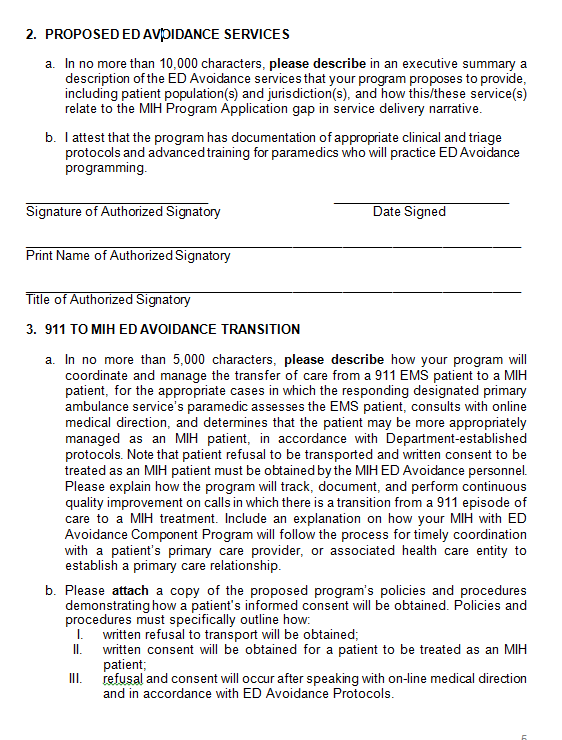 2. PROPOSED ED AVOIDANCE SERVICES
a. In no more than 10,000 characters, please describe in an executive summary a
description of the ED Avoidance services that your program proposes to provide,
including patient population(s) and jurisdiction(s), and how this/these service(s)
relate to the MIH Program Application gap in service delivery narrative.
b. I attest that the program has documentation of appropriate clinical and triage
protocols and advanced training for paramedics who will practice ED Avoidance
programming.
Signature of Authorized Signatory Date Signed
Print Name of Authorized Signatory
Title of Authorized Signatory
3. 911 TO MIH ED AVOIDANCE TRANSITION
a. In no more than 5,000 characters, please describe how your program will
coordinate and manage the transfer of care from a 911 EMS patient to a MIH
patient, for the appropriate cases in which the responding designated primary
ambulance service's paramedic assesses the EMS patient, consults with online
medical direction, and determines that the patient may be more appropriately
managed as an MIH patient, in accordance with Department-established
protocols. Note that patient refusal to be transported and written consent to be
treated as an MIH patient must be obtained by the MIH ED Avoidance personnel.
Please explain how the program will track, document, and perform continuous
quality improvement on calls in which there is a transition from a 911 episode of
care to a MIH treatment. Include an explanation on how your MIH with ED
Avoidance Component Program will follow the process for timely coordination
with a patient's primary care provider, or associated health care entity to
establish a primary care relationship.
b. Please attach a copy of the proposed program's policies and procedures
demonstrating how a patient's informed consent will be obtained. Policies and
procedures must specifically outline how:
I. written refusal to transport will be obtained;
II. written consent will be obtained for a patient to be treated as an MIH
patient;
III. refusal and consent will occur after speaking with on-line medical direction
and in accordance with ED Avoidance Protocols.
5